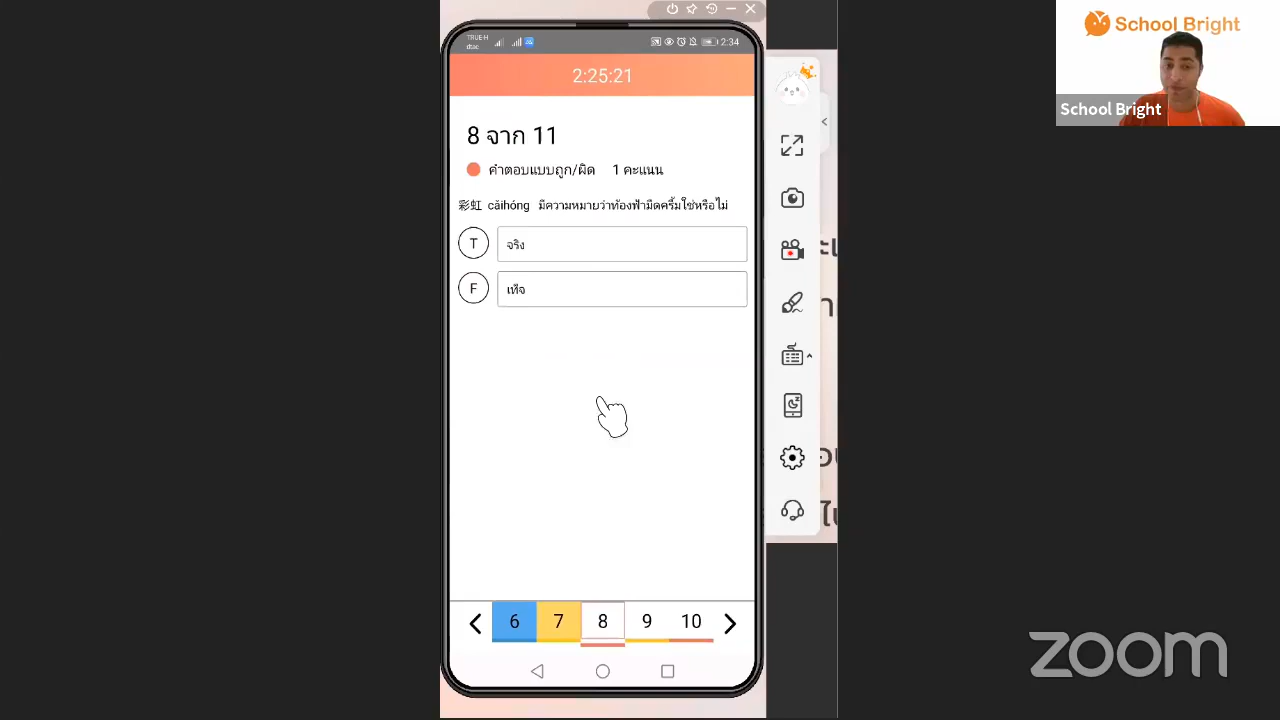 TRUE-H
dtac
2:34
2:25:21
8 จาก 11
คำตอบแบบถูก/ผิด 1 คะแนน
彩虹 cǎihóng มีความหมายว่าท้องฟ้ามืดครึ้มใช่หรือไม่
T จริง
F เท็จ
6 7 8 9 10
School Bright
School Bright
zoom